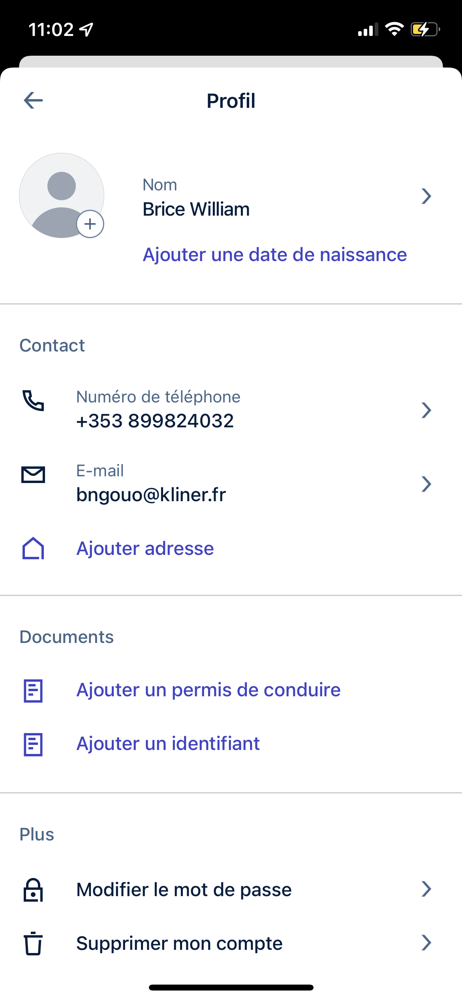 11:02
Profil
Nom
Brice William
Ajouter une date de naissance
Contact
Numéro de téléphone
+353 899824032
E-mail
bngouo@kliner.fr
Ajouter adresse
Documents
Ajouter un permis de conduire
Ajouter un identifiant
Plus
Modifier le mot de passe
Supprimer mon compte